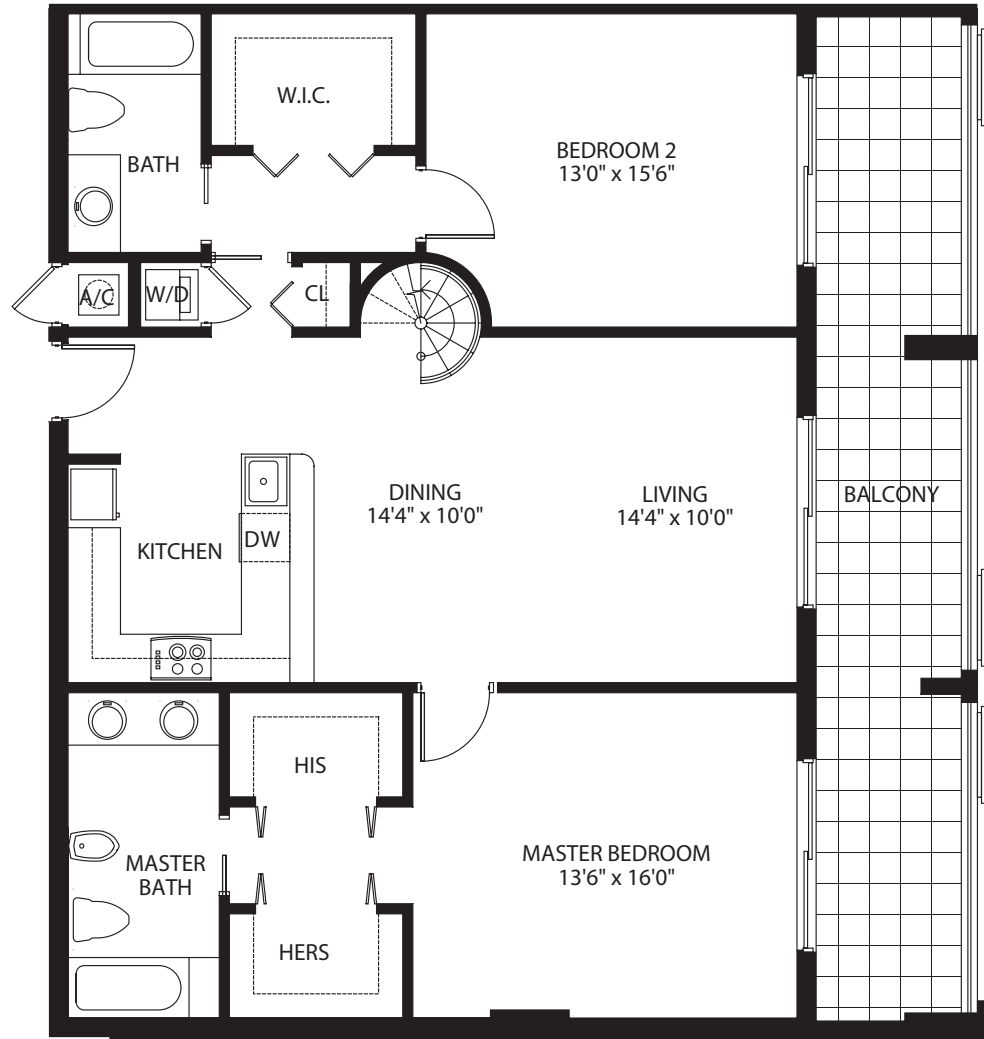 W.I.C.
BATH
BEDROOM 2
13'0" x 15'6"
A/C
W/D
CL
DINING
14'4" x 10'0"
LIVING
14'4" x 10'0"
BALCONY
KITCHEN
DW
HIS
MASTER
BATH
MASTER BEDROOM
13'6" x 16'0"
HERS